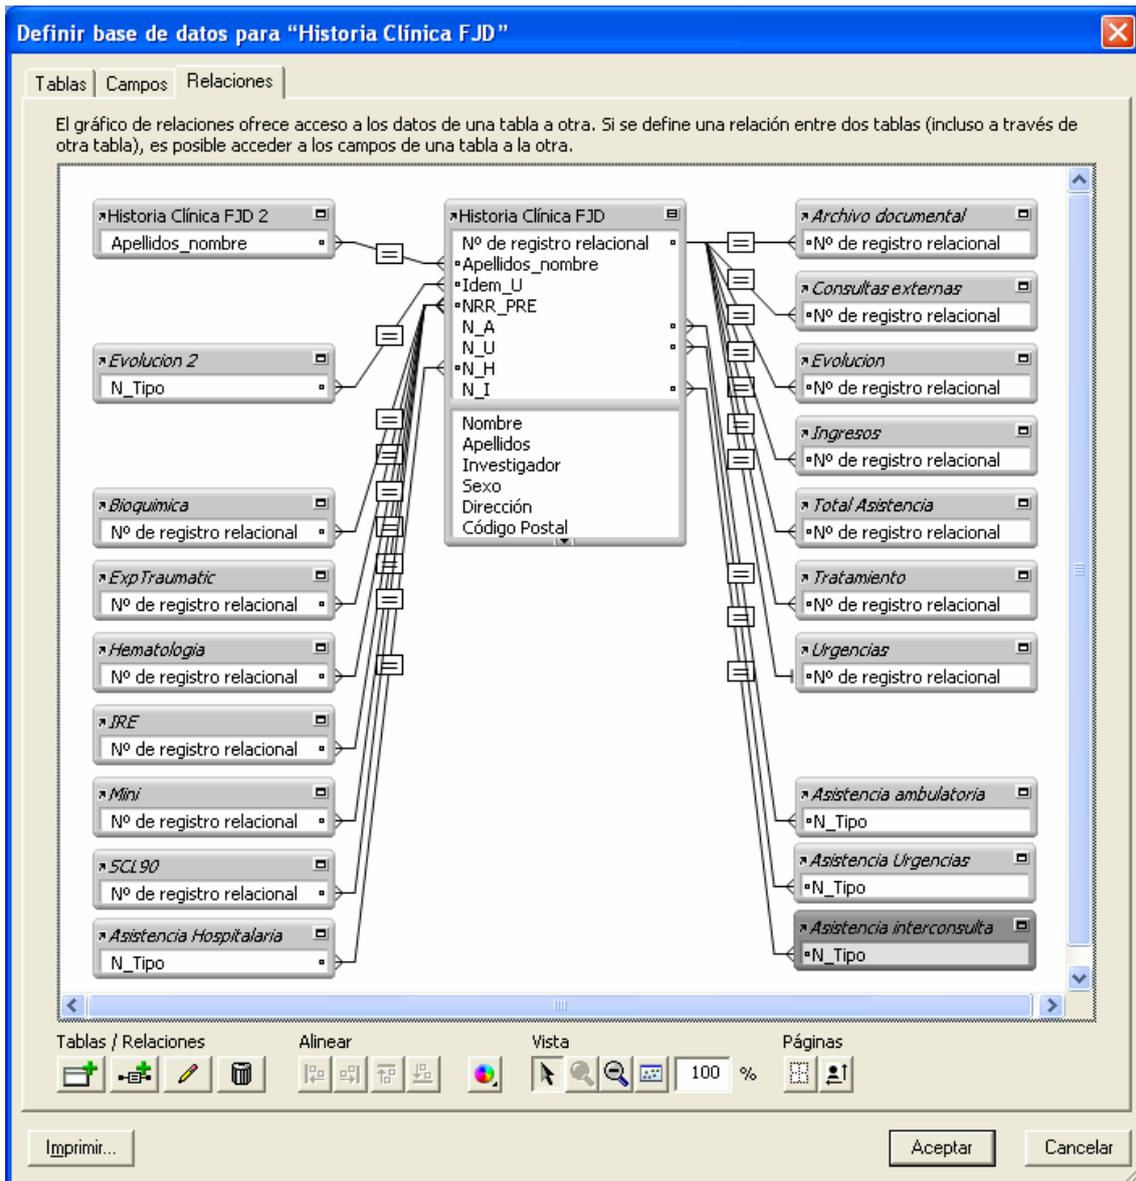 Definir base de datos para “Historia Clínica FJD”
Tablas
Campos
Relaciones
El gráfico de relaciones ofrece acceso a los datos de una tabla a otra. Si se define una relación entre dos tablas (incluso a través de
otra tabla), es posible acceder a los campos de una tabla a la otra.
Historia Clínica FJD 2
Apellidos_nombre
Evolucion 2
N_Tipo
Bioquimica
Nº de registro relacional
ExpTraumatic
Nº de registro relacional
Hematologia
Nº de registro relacional
IRE
Nº de registro relacional
Mini
Nº de registro relacional
SCL90
Nº de registro relacional
Asistencia Hospitalaria
N_Tipo
Historia Clínica FJD
Nº de registro relacional
Apellidos_nombre
Idem_U
NRR_PRE
N_A
N_U
N_H
N_I
Nombre
Apellidos
Investigador
Sexo
Dirección
Código Postal
Archivo documental
Nº de registro relacional
Consultas externas
Nº de registro relacional
Evolucion
Nº de registro relacional
Ingresos
Nº de registro relacional
Total Asistencia
Nº de registro relacional
Tratamiento
Nº de registro relacional
Urgencias
Nº de registro relacional
Asistencia ambulatoria
N_Tipo
Asistencia Urgencias
N_Tipo
Asistencia interconsulta
N_Tipo
Tablas / Relaciones
Alinear
Vista
Páginas
100 %
Imprimir...
Aceptar
Cancelar